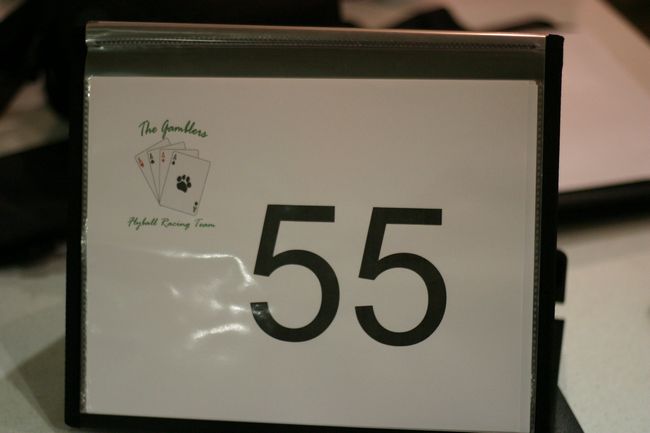 The Gamblers
A A A A
A
Flyball Racing Team
55